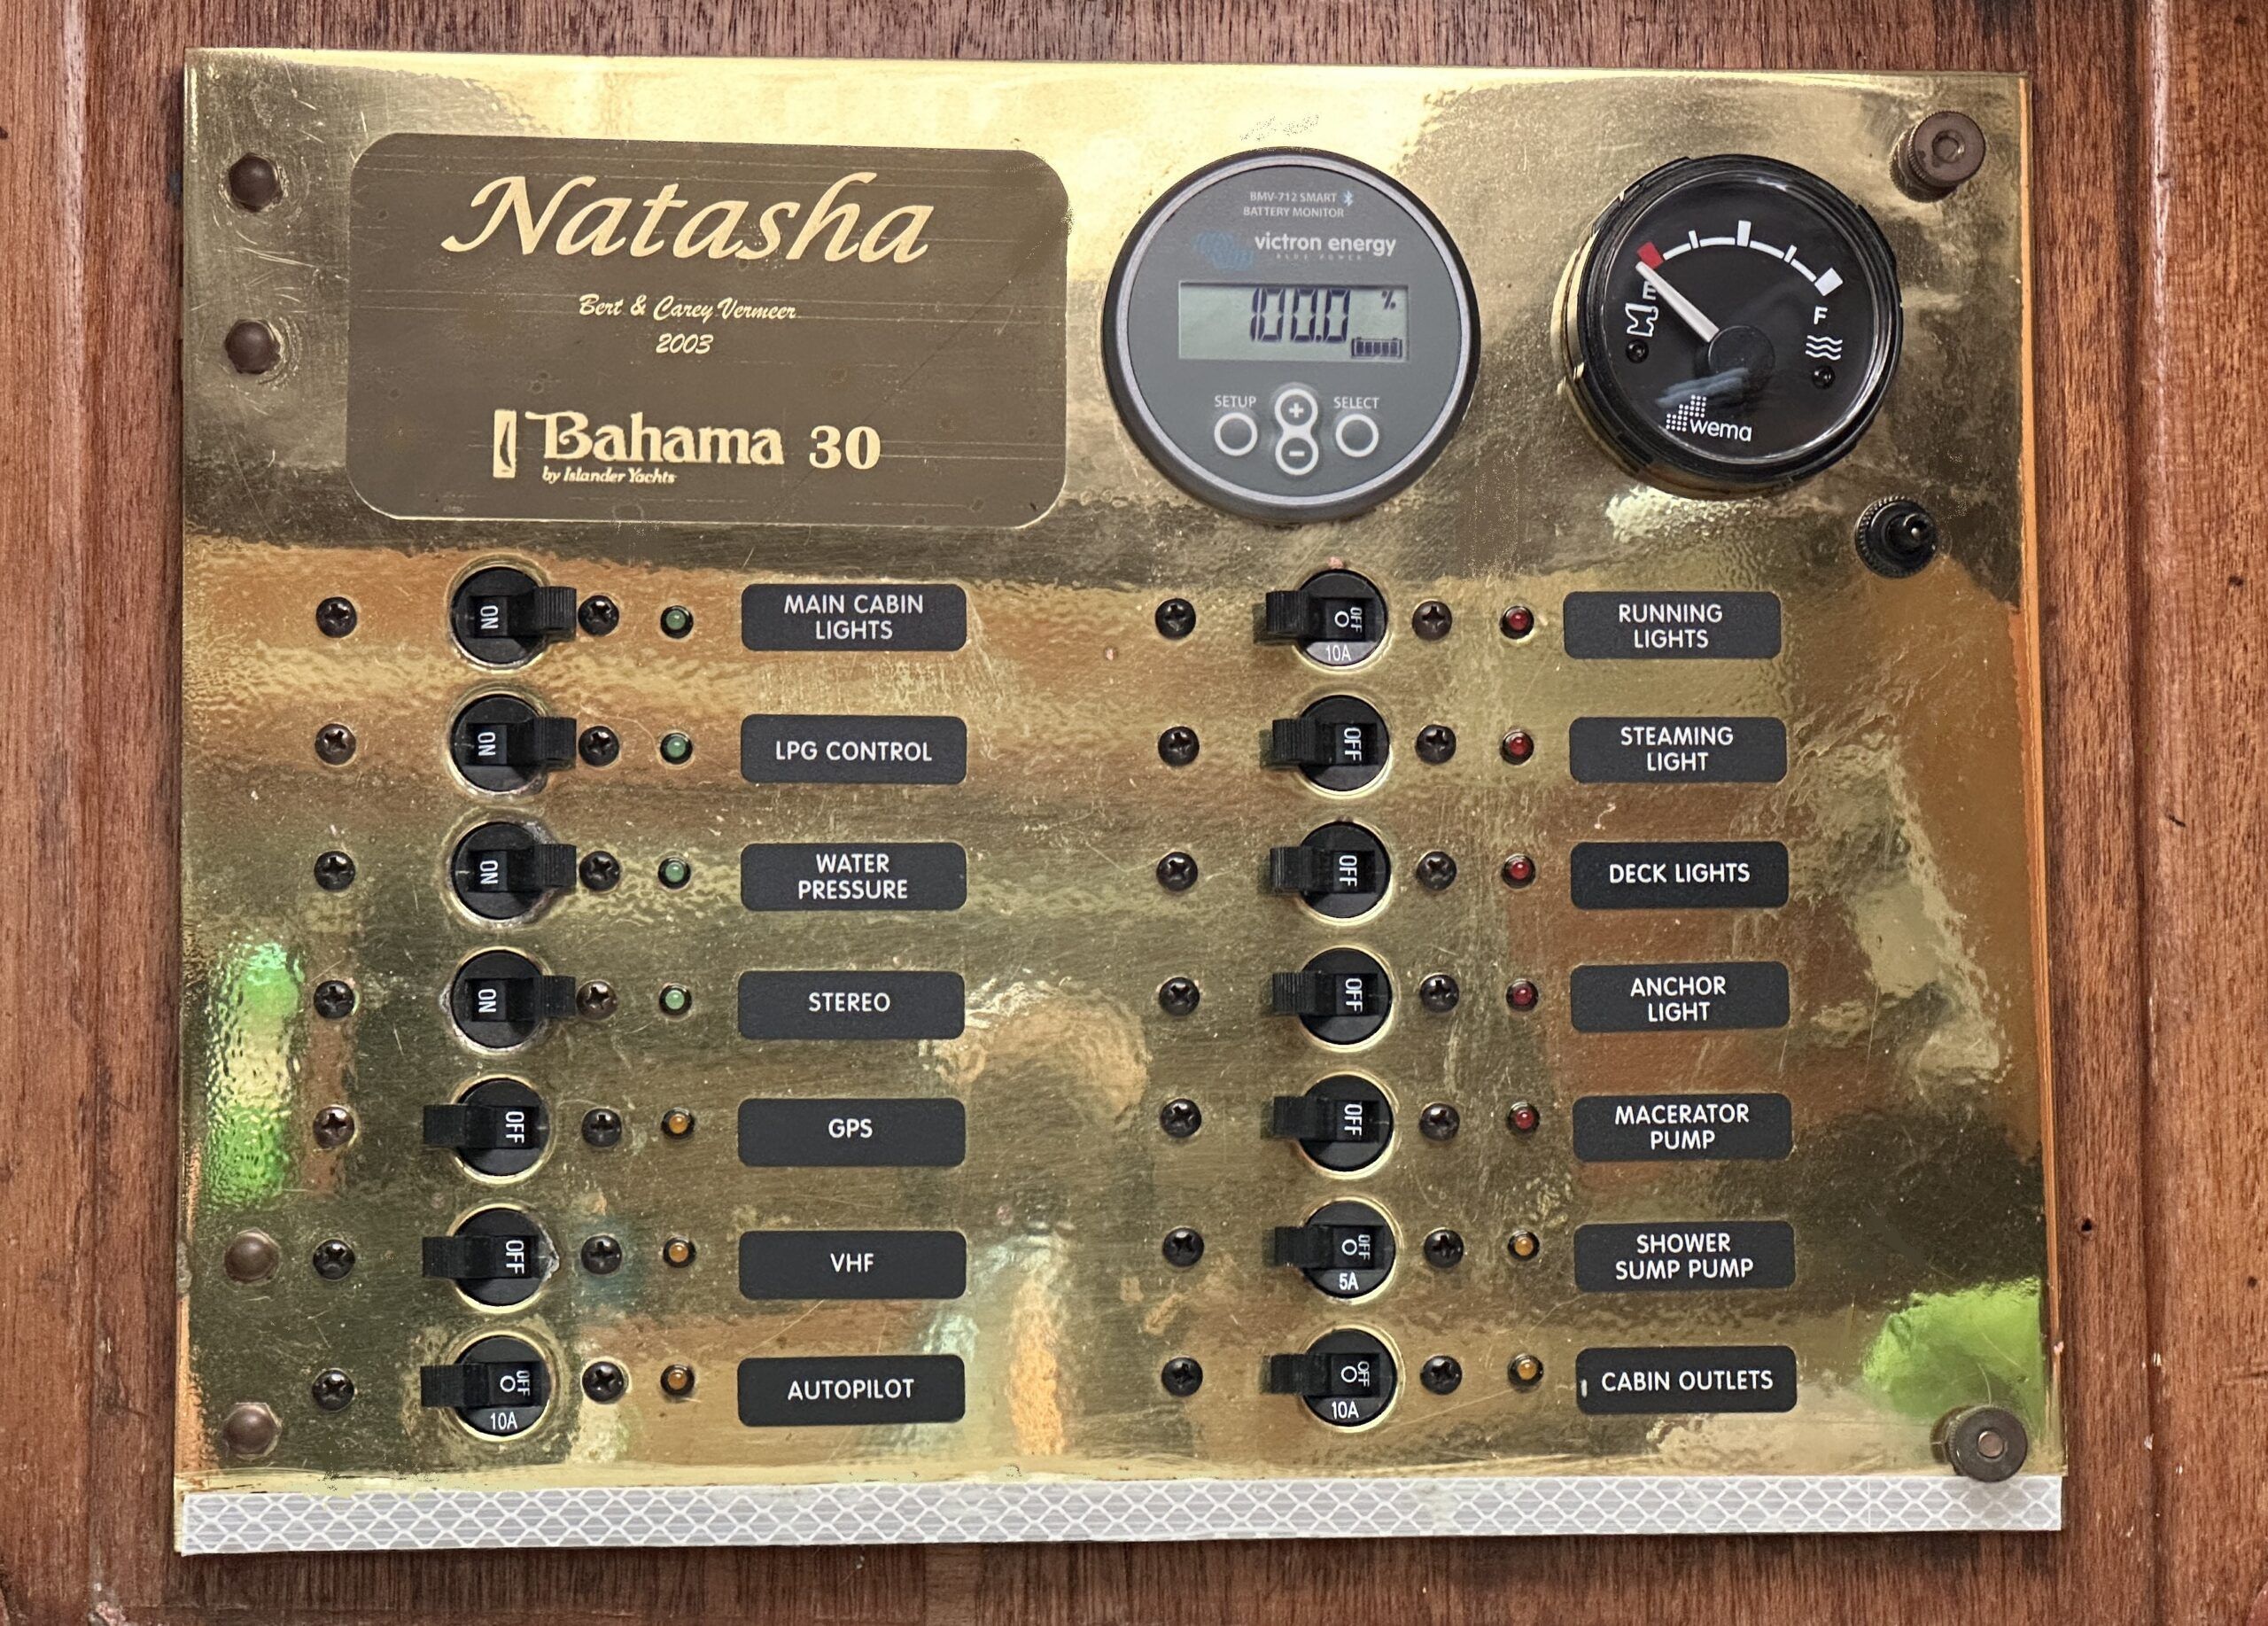 Natasha
Bert & Carey Vermeer
2003
Bahama 30
by Islander Yachts
BMV-712 SMART
BATTERY MONITOR
victron energy
BLUE POWER
100.0 %
SETUP + SELECT
-
E
F
wema
ON
MAIN CABIN
LIGHTS
OFF
10A
RUNNING
LIGHTS
ON
LPG CONTROL
OFF
STEAMING
LIGHT
ON
WATER
PRESSURE
OFF
DECK LIGHTS
ON
STEREO
OFF
ANCHOR
LIGHT
OFF
GPS
OFF
MACERATOR
PUMP
OFF
VHF
OFF
5A
SHOWER
SUMP PUMP
OFF
10A
AUTOPILOT
OFF
10A
CABIN OUTLETS